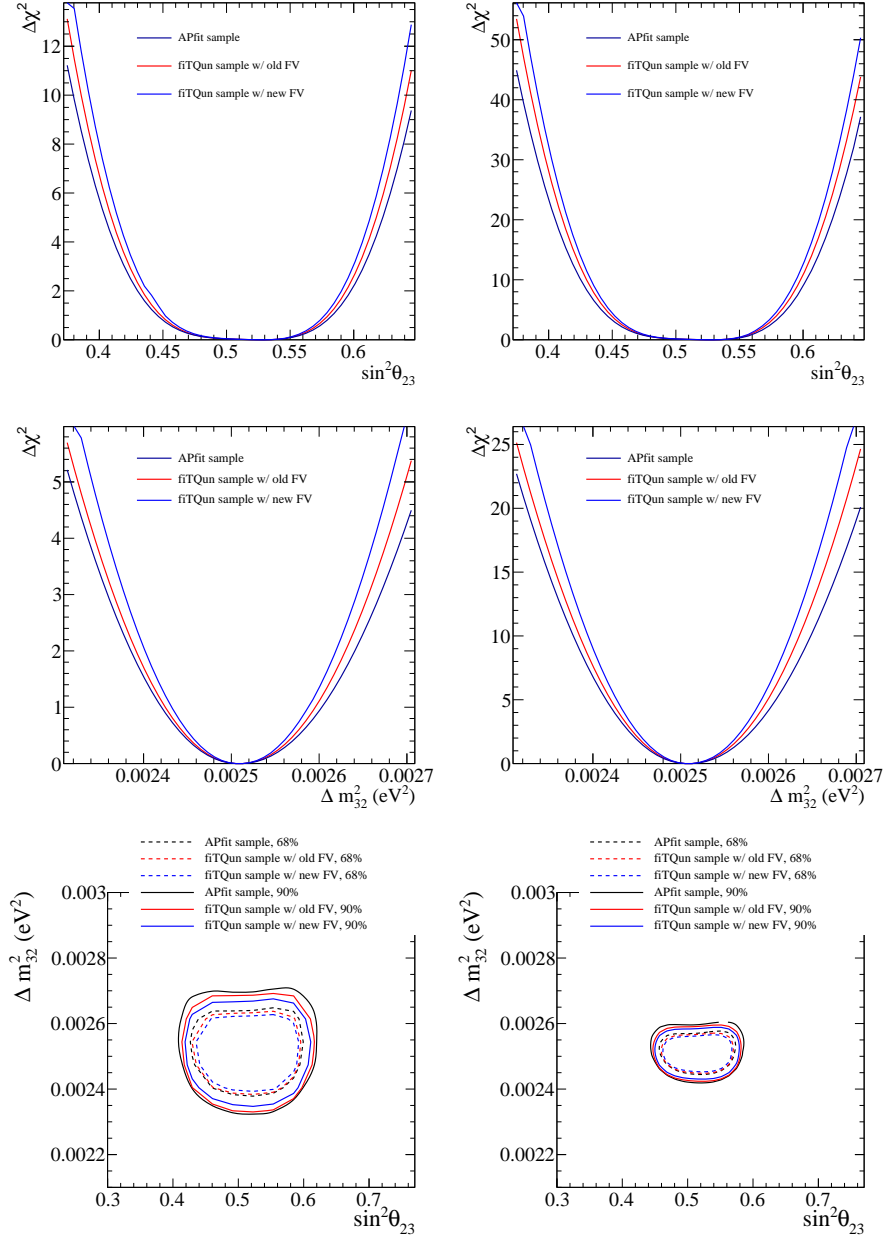 Δχ²
12
10
8
6
4
2
0
0.4 0.45 0.5 0.55 0.6
sin²θ₂₃
APfit sample
fiTQun sample w/ old FV
fiTQun sample w/ new FV
Δχ²
50
40
30
20
10
0
0.4 0.45 0.5 0.55 0.6
sin²θ₂₃
APfit sample
fiTQun sample w/ old FV
fiTQun sample w/ new FV
Δχ²
5
4
3
2
1
0
0.0024 0.0025 0.0026 0.0027
Δ m²₃₂ (eV²)
APfit sample
fiTQun sample w/ old FV
fiTQun sample w/ new FV
Δχ²
25
20
15
10
5
0
0.0024 0.0025 0.0026 0.0027
Δ m²₃₂ (eV²)
APfit sample
fiTQun sample w/ old FV
fiTQun sample w/ new FV
APfit sample, 68%
fiTQun sample w/ old FV, 68%
fiTQun sample w/ new FV, 68%
APfit sample, 90%
fiTQun sample w/ old FV, 90%
fiTQun sample w/ new FV, 90%
Δ m²₃₂ (eV²)
0.003
0.0028
0.0026
0.0024
0.0022
0.3 0.4 0.5 0.6 0.7
sin²θ₂₃
APfit sample, 68%
fiTQun sample w/ old FV, 68%
fiTQun sample w/ new FV, 68%
APfit sample, 90%
fiTQun sample w/ old FV, 90%
fiTQun sample w/ new FV, 90%
Δ m²₃₂ (eV²)
0.003
0.0028
0.0026
0.0024
0.0022
0.3 0.4 0.5 0.6 0.7
sin²θ₂₃